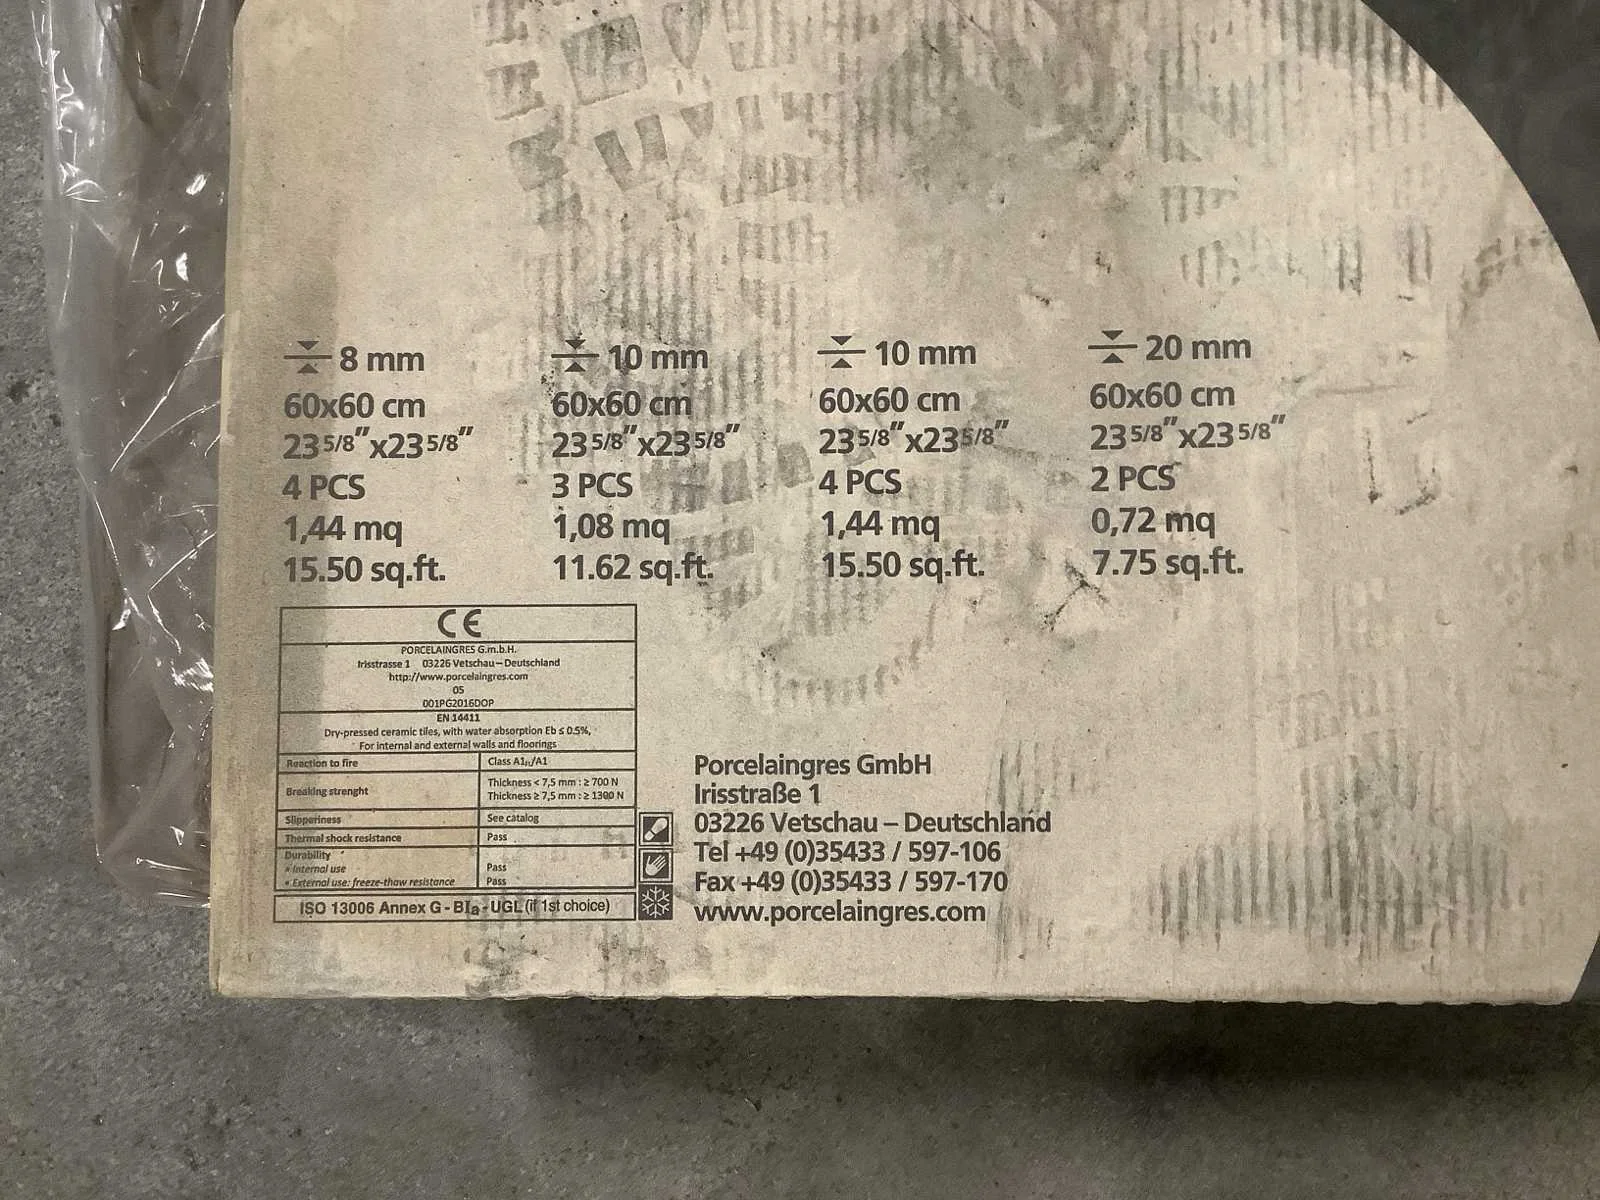 8 mm
60x60 cm
23 5/8"x23 5/8"
4 PCS
1,44 mq
15.50 sq.ft.
10 mm
60x60 cm
23 5/8"x23 5/8"
3 PCS
1,08 mq
11.62 sq.ft.
10 mm
60x60 cm
23 5/8"x23 5/8"
4 PCS
1,44 mq
15.50 sq.ft.
20 mm
60x60 cm
23 5/8"x23 5/8"
2 PCS
0,72 mq
7.75 sq.ft.
CE
PORCELAINGRES G.m.b.H.
Irisstrasse 1 03226 Vetschau – Deutschland
http://www.porcelaingres.com
05
001PG2016DOP
EN 14411
Dry-pressed ceramic tiles, with water absorption Eb ≤ 0.5%,
For internal and external walls and floorings
Reaction to fire Class A1FL/A1
Breaking strenght Thickness < 7,5 mm : ≥ 700 N
Thickness ≥ 7,5 mm : ≥ 1300 N
Slipperiness See catalog
Thermal shock resistance Pass
Durability
• Internal use Pass
• External use: freeze-thaw resistance Pass
ISO 13006 Annex G - BIa - UGL (if 1st choice)
Porcelaingres GmbH
Irisstraße 1
03226 Vetschau – Deutschland
Tel +49 (0)35433 / 597-106
Fax +49 (0)35433 / 597-170
www.porcelaingres.com